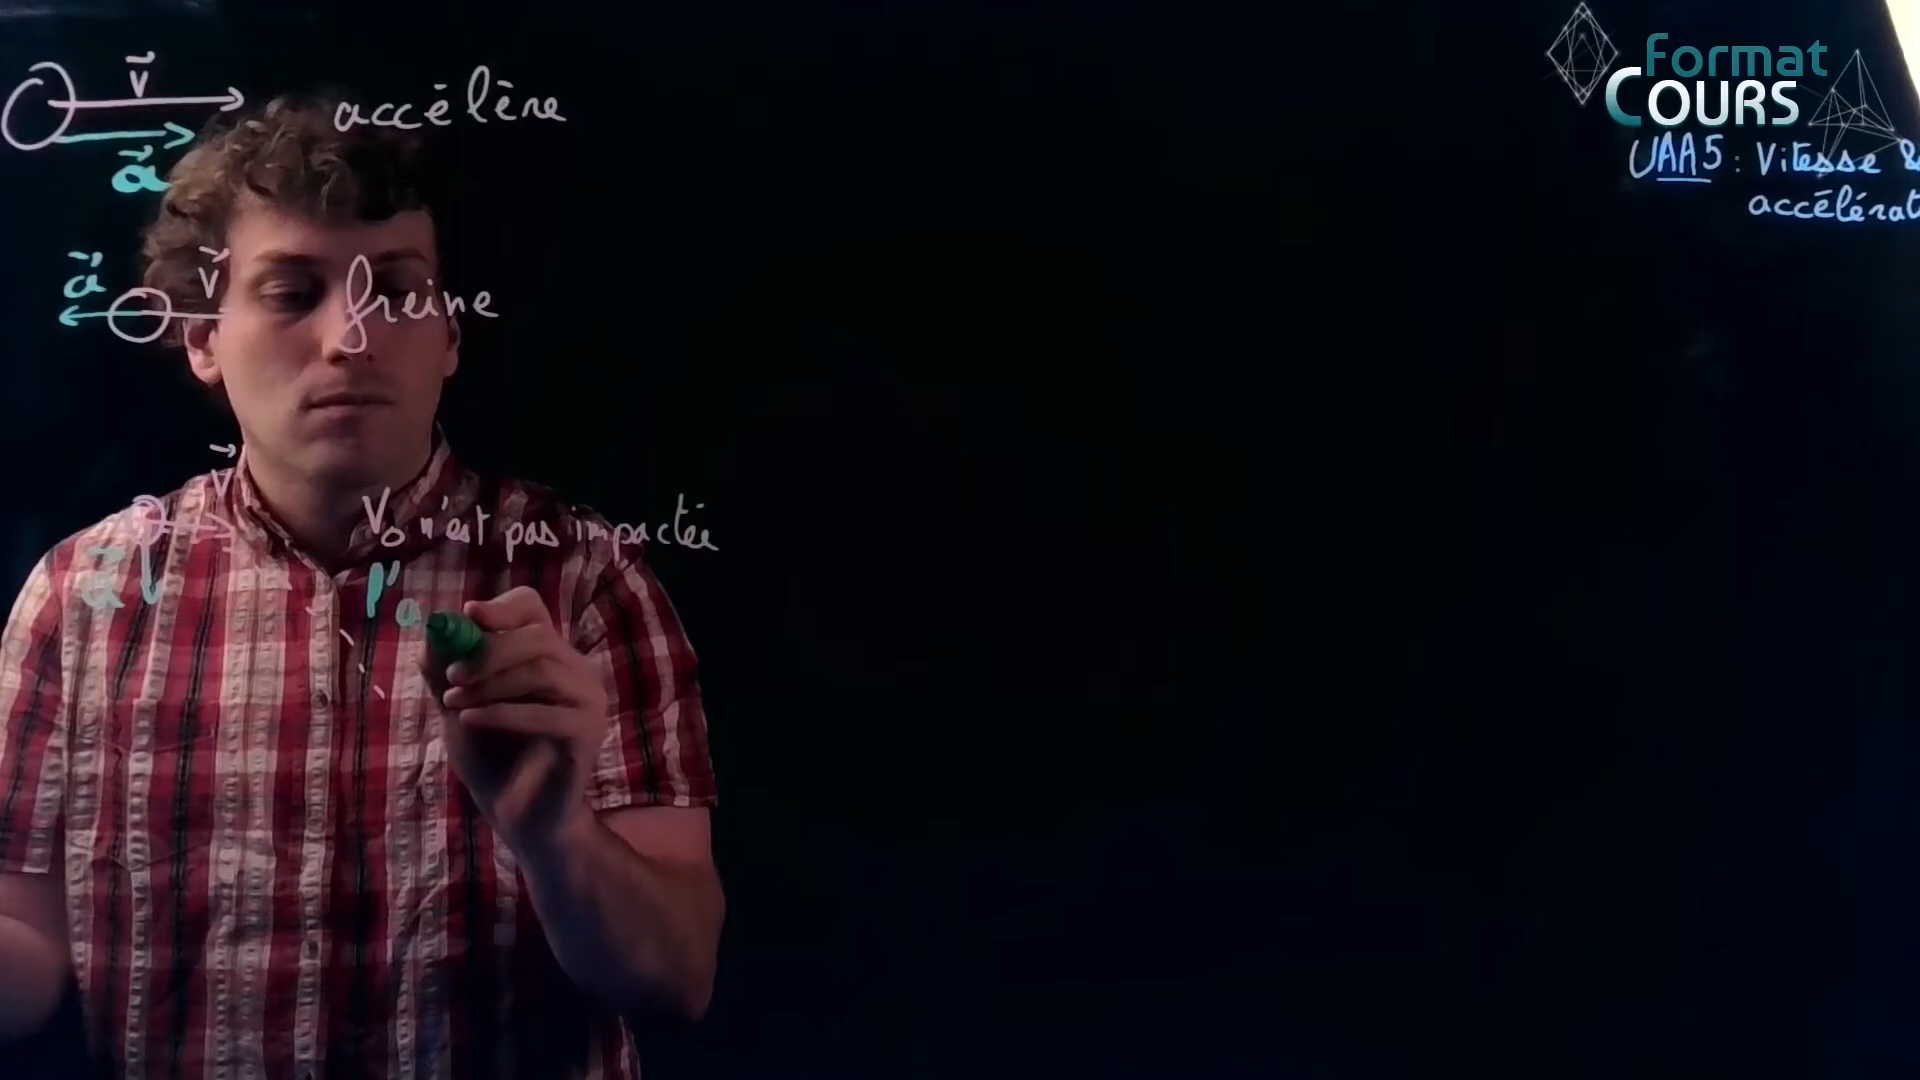 Format
COURS
UAA5 : Vitesse &
accélérat
v
accélère
a
a
v
freine
v
V₀ n'est pas impactée
a
l'a